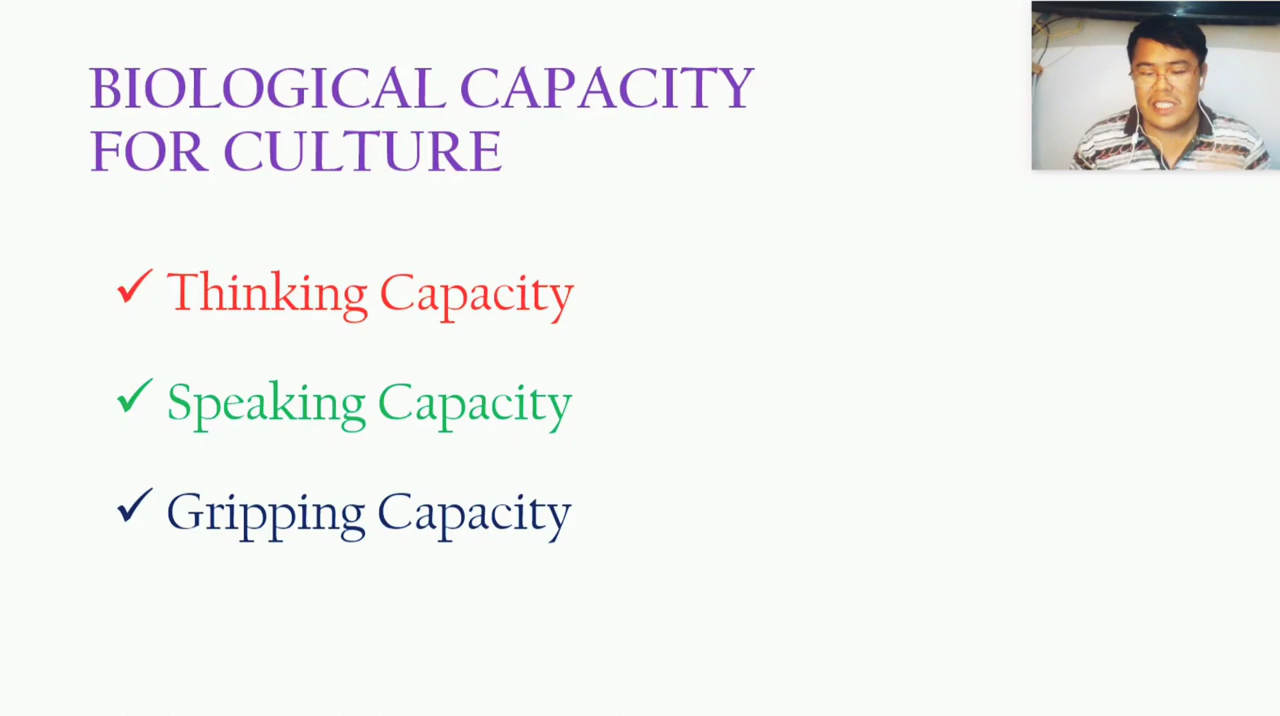 BIOLOGICAL CAPACITY
FOR CULTURE
✓ Thinking Capacity
✓ Speaking Capacity
✓ Gripping Capacity